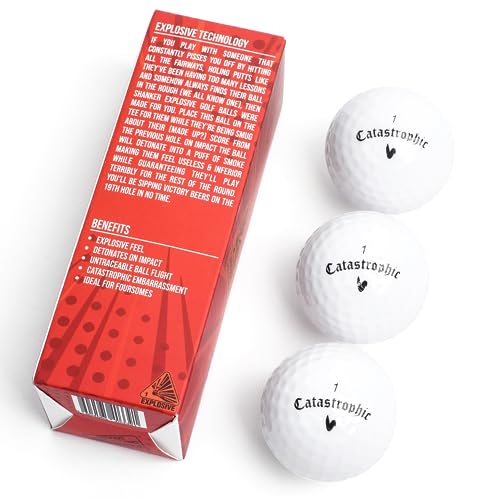 EXPLOSIVE TECHNOLOGY
IF YOU PLAY WITH SOMEONE THAT
CONSTANTLY PISSES YOU OFF BY HITTING
ALL THE FAIRWAYS, HOLING PUTTS LIKE
THEY'VE BEEN HAVING TOO MANY LESSONS
AND SOMEHOW ALWAYS FINDS THEIR BALL
IN THE ROUGH (WE ALL KNOW ONE), THEN
SHANKER EXPLOSIVE GOLF BALLS WERE
MADE FOR YOU. PLACE THIS BALL ON THE
TEE FOR THEM WHILE THEY'RE BEING SMUG
ABOUT THEIR (MADE UP?) SCORE FROM
THE PREVIOUS HOLE. ON IMPACT THE BALL
WILL DETONATE INTO A PUFF OF SMOKE
MAKING THEM FEEL USELESS & INFERIOR
WHILE GUARANTEEING THEY'LL PLAY
TERRIBLY FOR THE REST OF THE ROUND.
YOU'LL BE SIPPING VICTORY BEERS ON THE
19TH HOLE IN NO TIME.
BENEFITS
• EXPLOSIVE FEEL
• DETONATES ON IMPACT
• UNTRACEABLE BALL FLIGHT
• CATASTROPHIC EMBARRASSMENT
• IDEAL FOR FOURSOMES
1
EXPLOSIVE
1
Catastrophic
1
Catastrophic
1
Catastrophic